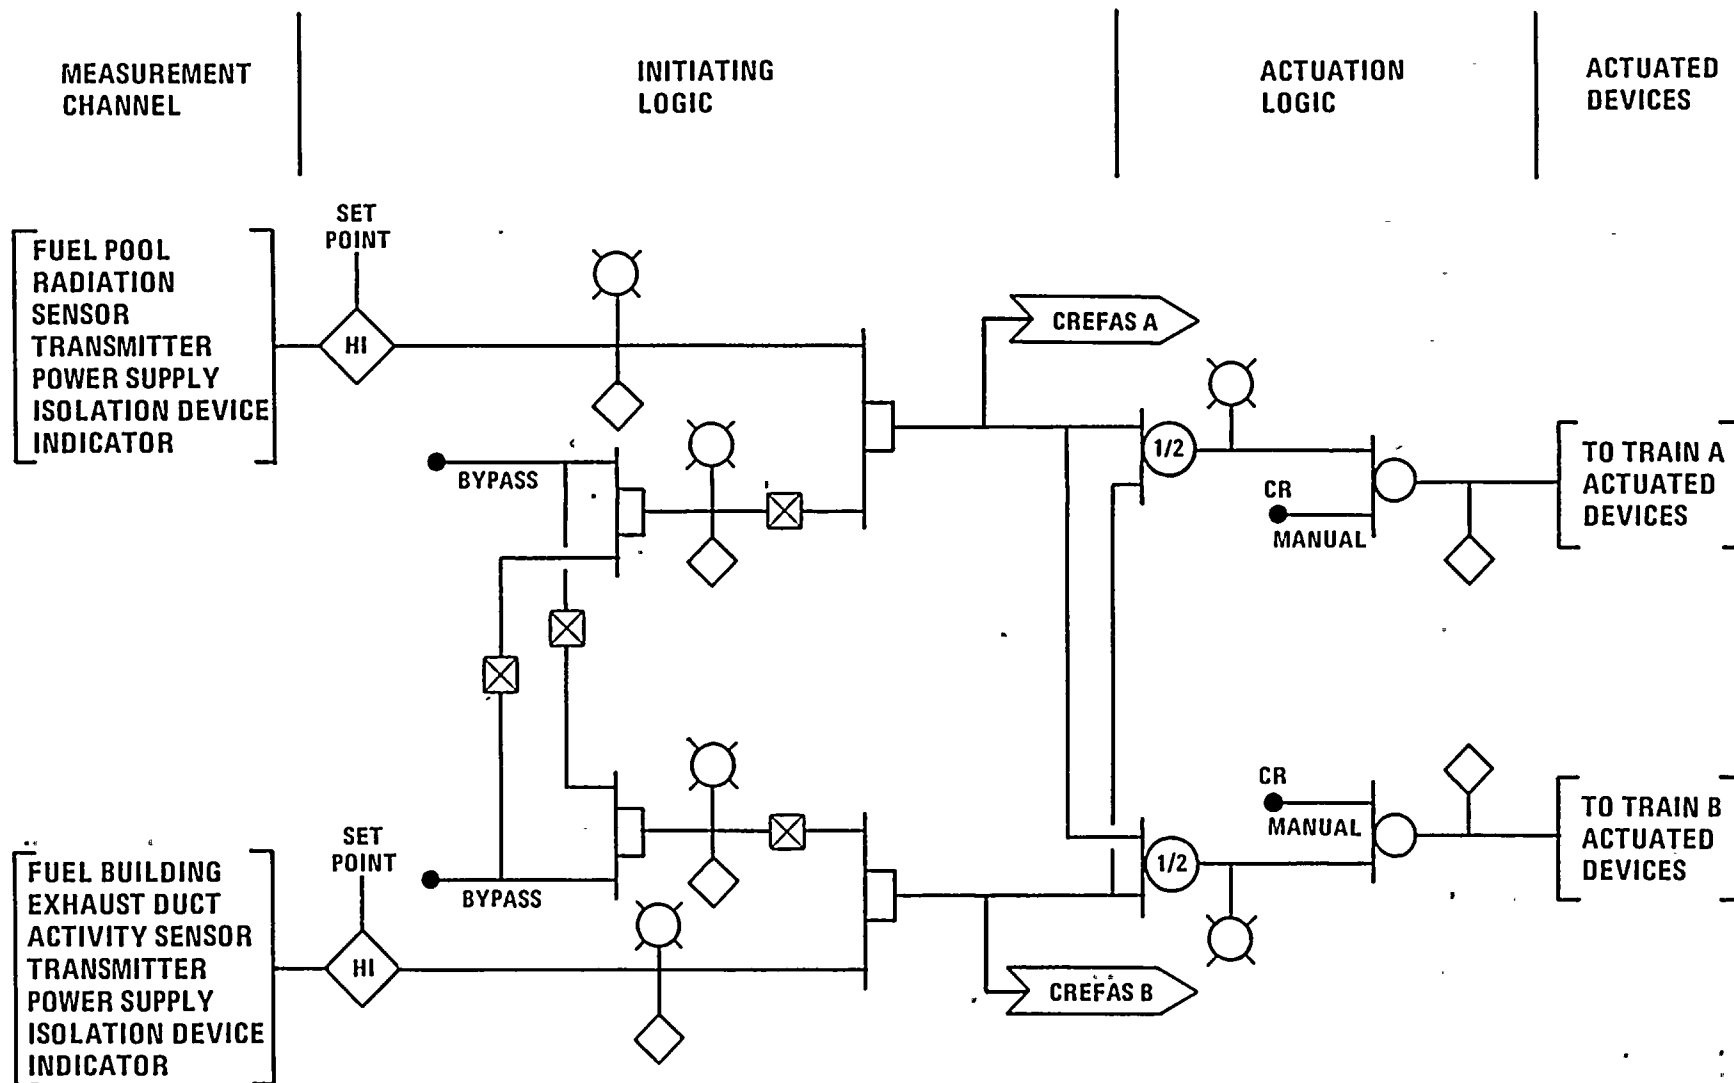 MEASUREMENT
CHANNEL
INITIATING
LOGIC
ACTUATION
LOGIC
ACTUATED
DEVICES
FUEL POOL
RADIATION
SENSOR
TRANSMITTER
POWER SUPPLY
ISOLATION DEVICE
INDICATOR
SET
POINT
HI
BYPASS
CREFAS A
1/2
CR
MANUAL
TO TRAIN A
ACTUATED
DEVICES
FUEL BUILDING
EXHAUST DUCT
ACTIVITY SENSOR
TRANSMITTER
POWER SUPPLY
ISOLATION DEVICE
INDICATOR
SET
POINT
HI
BYPASS
CREFAS B
1/2
CR
MANUAL
TO TRAIN B
ACTUATED
DEVICES